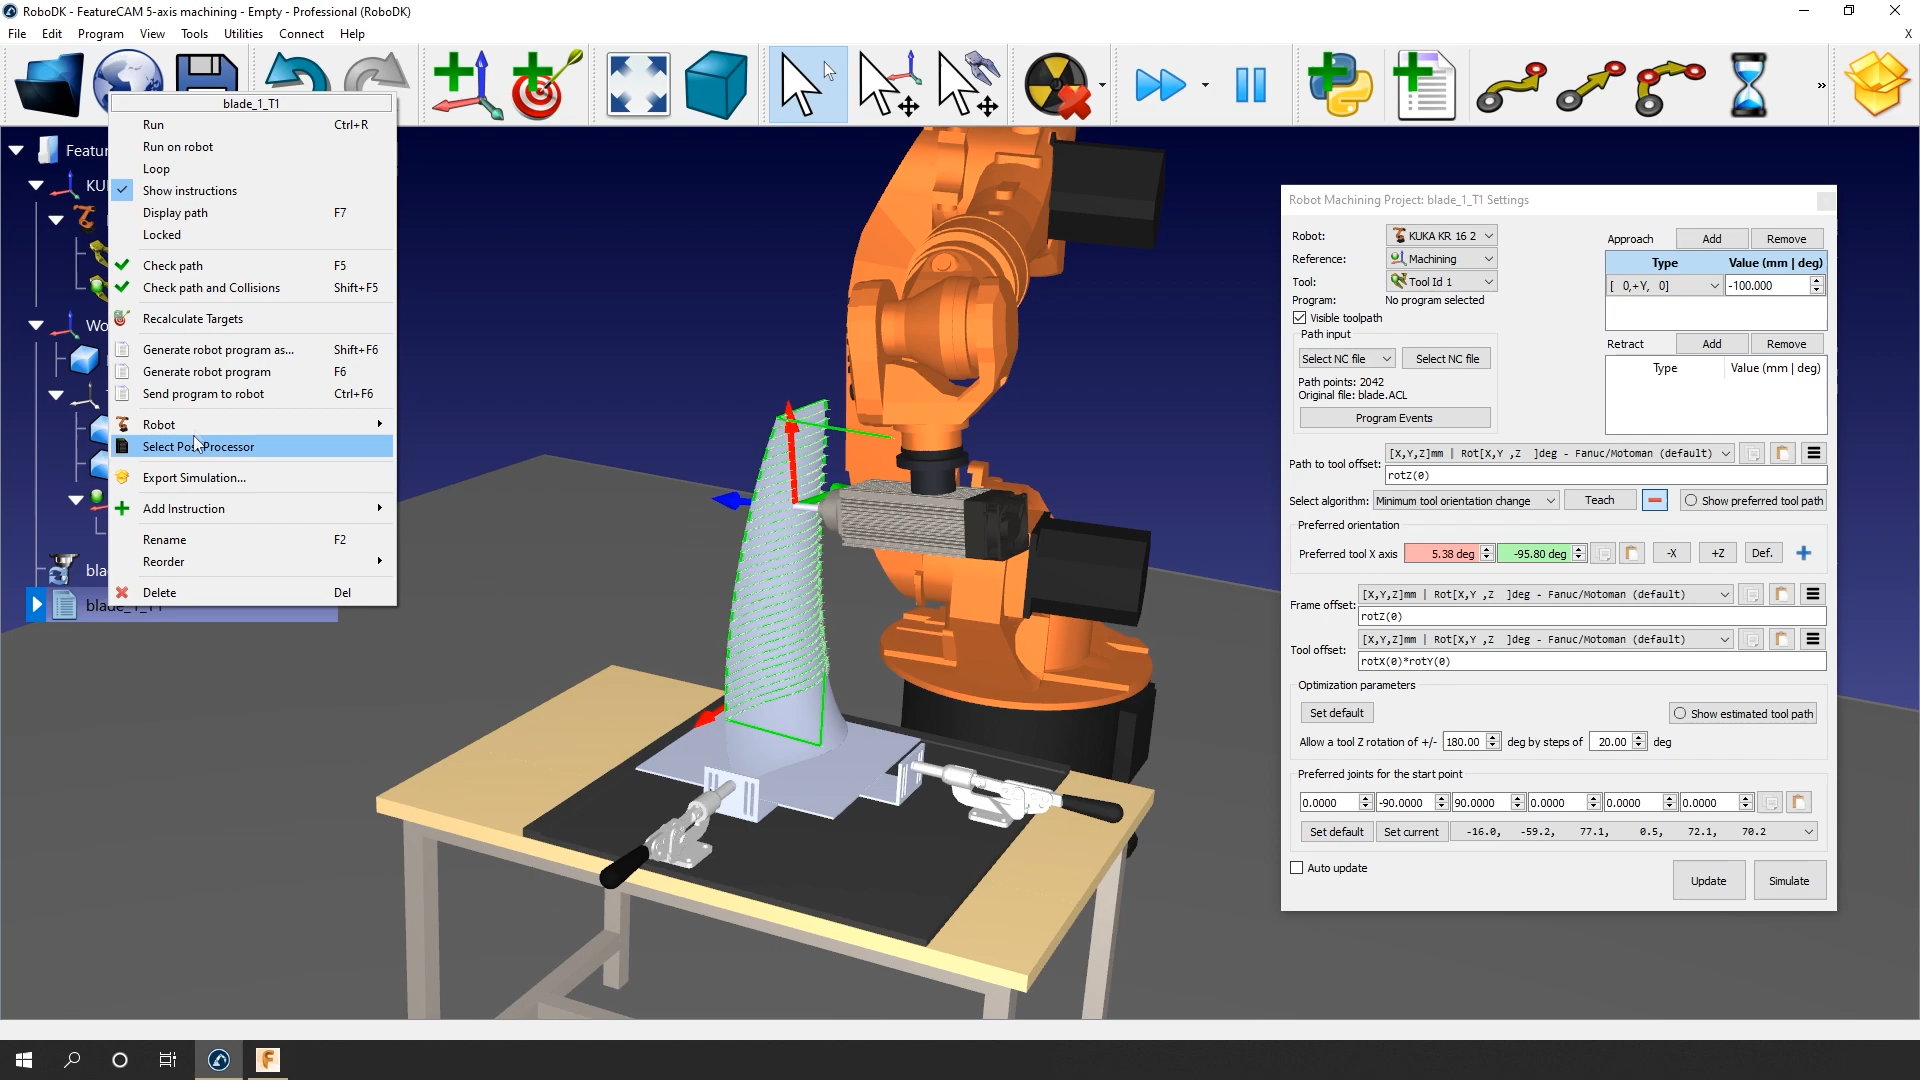 RoboDK - FeatureCAM 5-axis machining - Empty - Professional (RoboDK)
File Edit Program View Tools Utilities Connect Help
X
»
Featur
KU
Wo
bla
blade_1_T1
blade_1_T1
Run Ctrl+R
Run on robot
Loop
Show instructions
Display path F7
Locked
Check path F5
Check path and Collisions Shift+F5
Recalculate Targets
Generate robot program as... Shift+F6
Generate robot program F6
Send program to robot Ctrl+F6
Robot
Select Post Processor
Export Simulation...
Add Instruction
Rename F2
Reorder
Delete Del
Robot Machining Project: blade_1_T1 Settings
Robot: KUKA KR 16 2
Reference: Machining
Tool: Tool Id 1
Program: No program selected
Visible toolpath
Path input
Select NC file Select NC file
Path points: 2042
Original file: blade.ACL
Program Events
Approach Add Remove
Type Value (mm | deg)
[ 0,+Y, 0] -100.000
Retract Add Remove
Type Value (mm | deg)
Path to tool offset: [X,Y,Z]mm | Rot[X,Y ,Z ]deg - Fanuc/Motoman (default)
rotZ(0)
Select algorithm: Minimum tool orientation change Teach Show preferred tool path
Preferred orientation
Preferred tool X axis 5.38 deg -95.80 deg -X +Z Def.
Frame offset: [X,Y,Z]mm | Rot[X,Y ,Z ]deg - Fanuc/Motoman (default)
rotZ(0)
Tool offset: [X,Y,Z]mm | Rot[X,Y ,Z ]deg - Fanuc/Motoman (default)
rotX(0)*rotY(0)
Optimization parameters
Set default Show estimated tool path
Allow a tool Z rotation of +/- 180.00 deg by steps of 20.00 deg
Preferred joints for the start point
0.0000 -90.0000 90.0000 0.0000 0.0000 0.0000
Set default Set current -16.0, -59.2, 77.1, 0.5, 72.1, 70.2
Auto update
Update Simulate
F